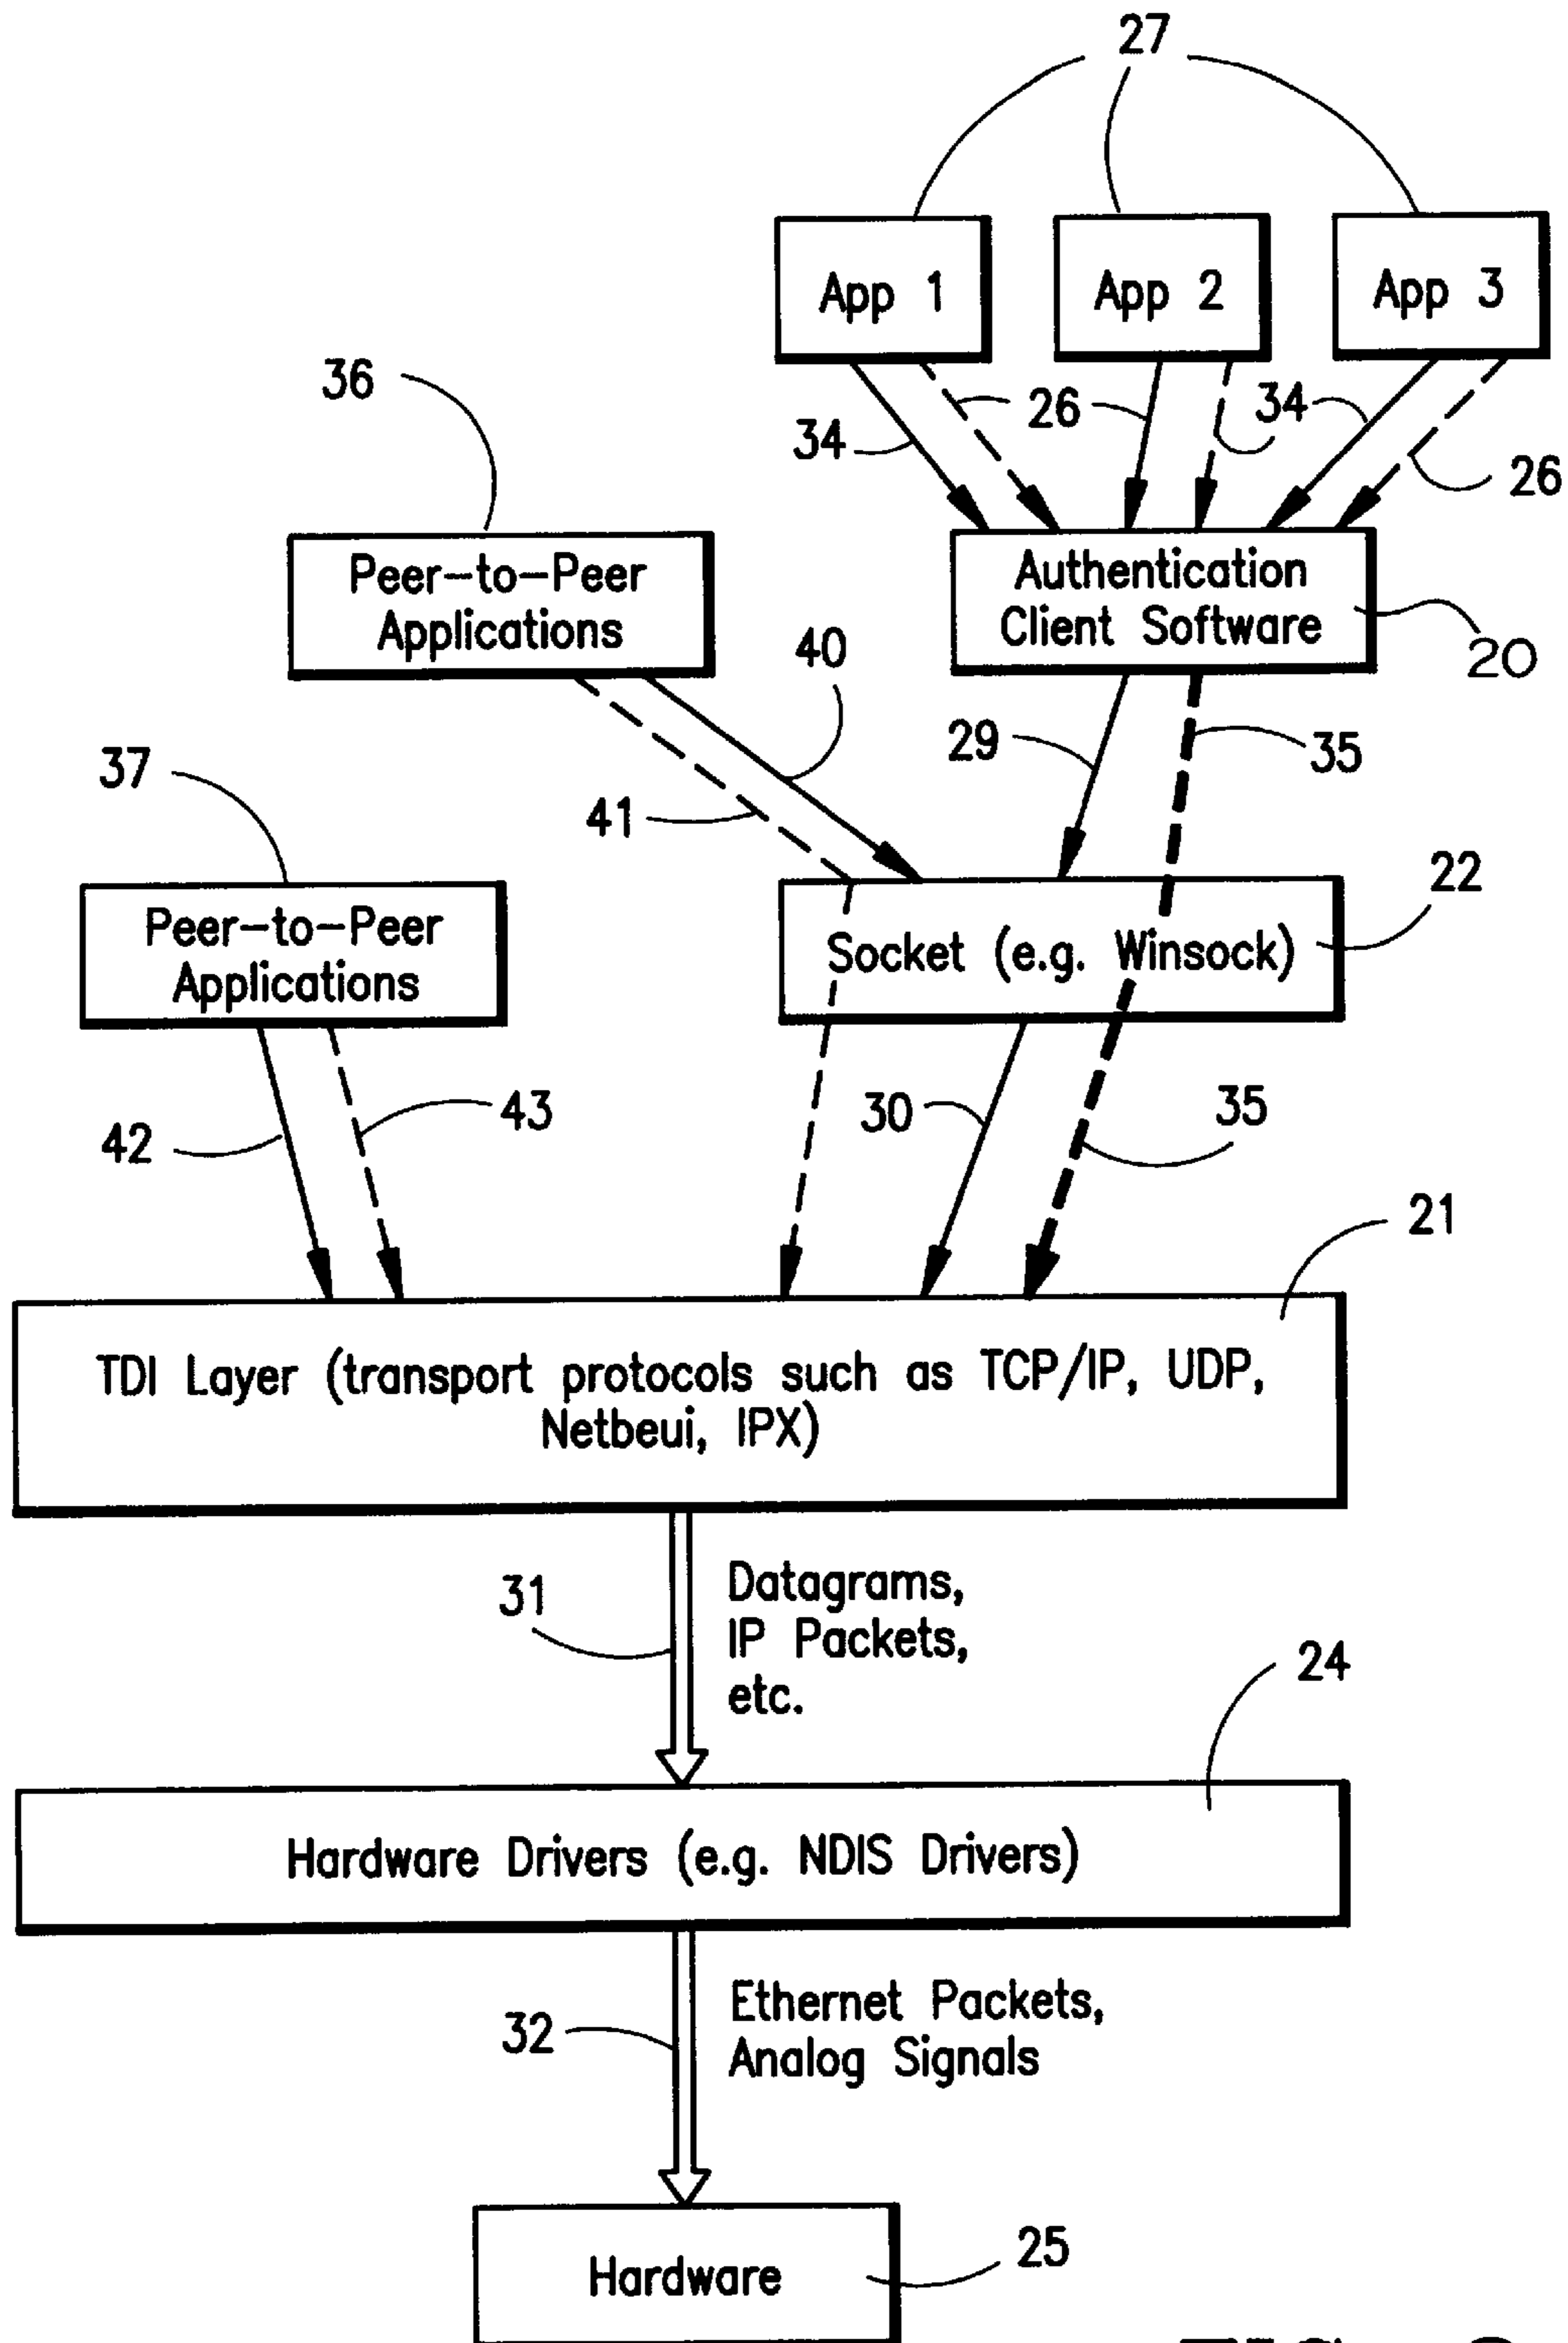 27
App 1
App 2
App 3
36
34
26
34
26
Peer-to-Peer
Applications
Authentication
Client Software
20
40
29
35
37
41
22
Peer-to-Peer
Applications
Socket (e.g. Winsock)
42
43
30
35
21
TDI Layer (transport protocols such as TCP/IP, UDP,
Netbeui, IPX)
31
Datagrams,
IP Packets,
etc.
24
Hardware Drivers (e.g. NDIS Drivers)
32
Ethernet Packets,
Analog Signals
Hardware
25